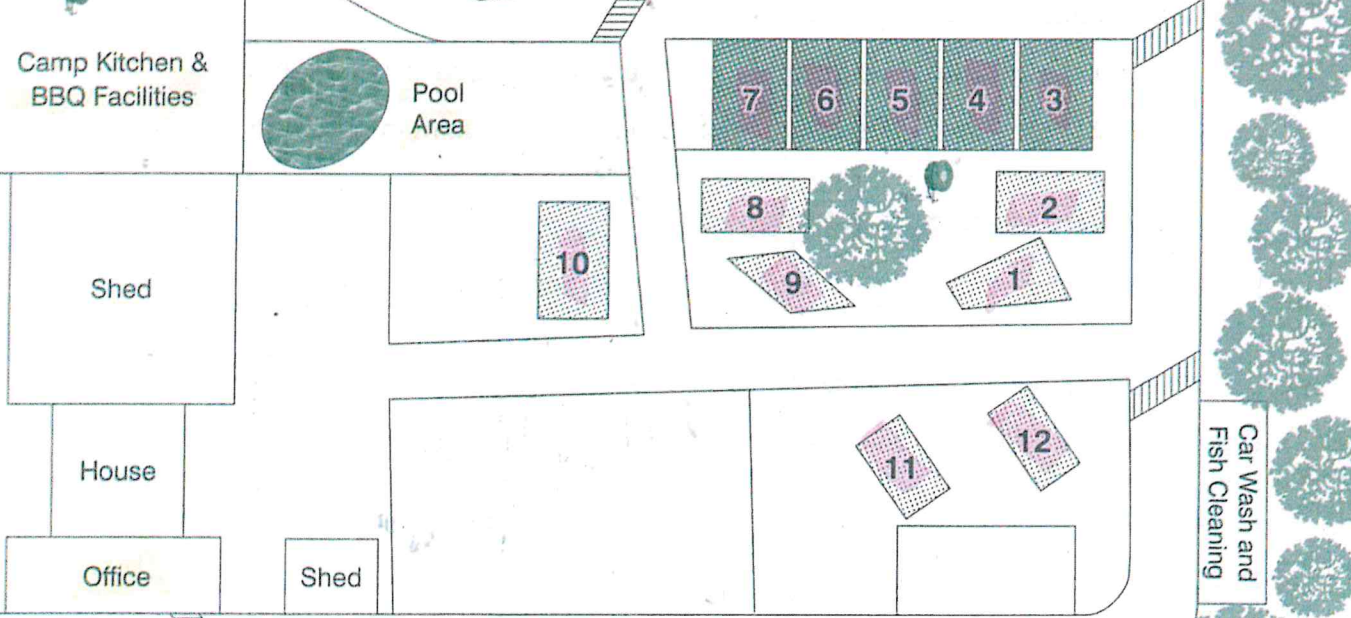 Camp Kitchen &
BBQ Facilities
Pool
Area
7
6
5
4
3
8
2
10
9
1
Shed
House
11
12
Car Wash and
Fish Cleaning
Office
Shed